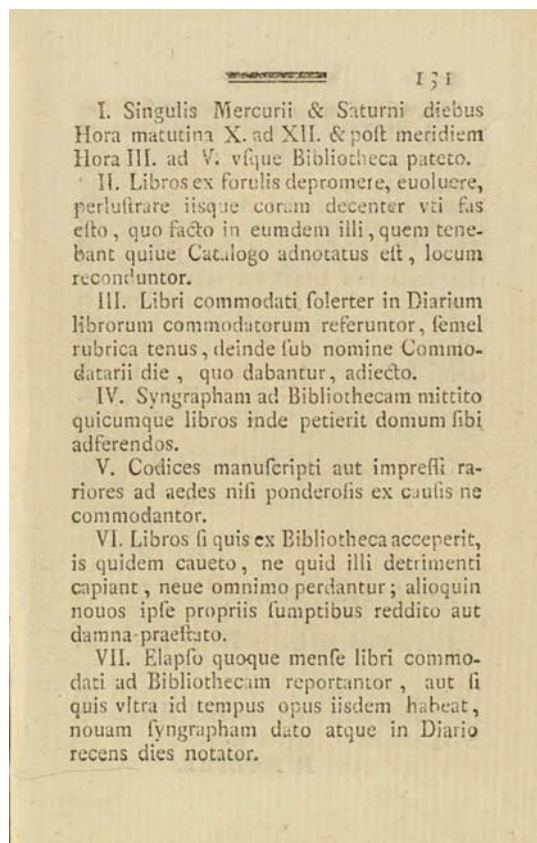 131
I. Singulis Mercurii & Saturni diebus
Hora matutina X. ad XII. & poſt meridiem
Hora III. ad V. vſque Bibliotheca pateto.
II. Libros ex forulis depromere, euoluere,
perluſtrare iisque coram decenter vti fas
eſto, quo facto in eumdem illi, quem tene-
bant quiue Catalogo adnotatus eſt, locum
reconduntor.
III. Libri commodati ſolerter in Diarium
librorum commodatorum referuntor, ſemel
rubrica tenus, deinde ſub nomine Commo-
datarii die, quo dabantur, adiecto.
IV. Syngrapham ad Bibliothecam mittito
quicumque libros inde petierit domum ſibi
adferendos.
V. Codices manuſcripti aut impreſſi ra-
riores ad aedes niſi ponderoſis ex cauſis ne
commodantor.
VI. Libros ſi quis ex Bibliotheca acceperit,
is quidem caueto, ne quid illi detrimenti
capiant, neue omnimo perdantur; alioquin
nouos ipſe propriis ſumptibus reddito aut
damna praeſtato.
VII. Elapſo quoque menſe libri commo-
dati ad Bibliothecam reportantor, aut ſi
quis vltra id tempus opus iisdem habeat,
nouam ſyngrapham dato atque in Diario
recens dies notator.